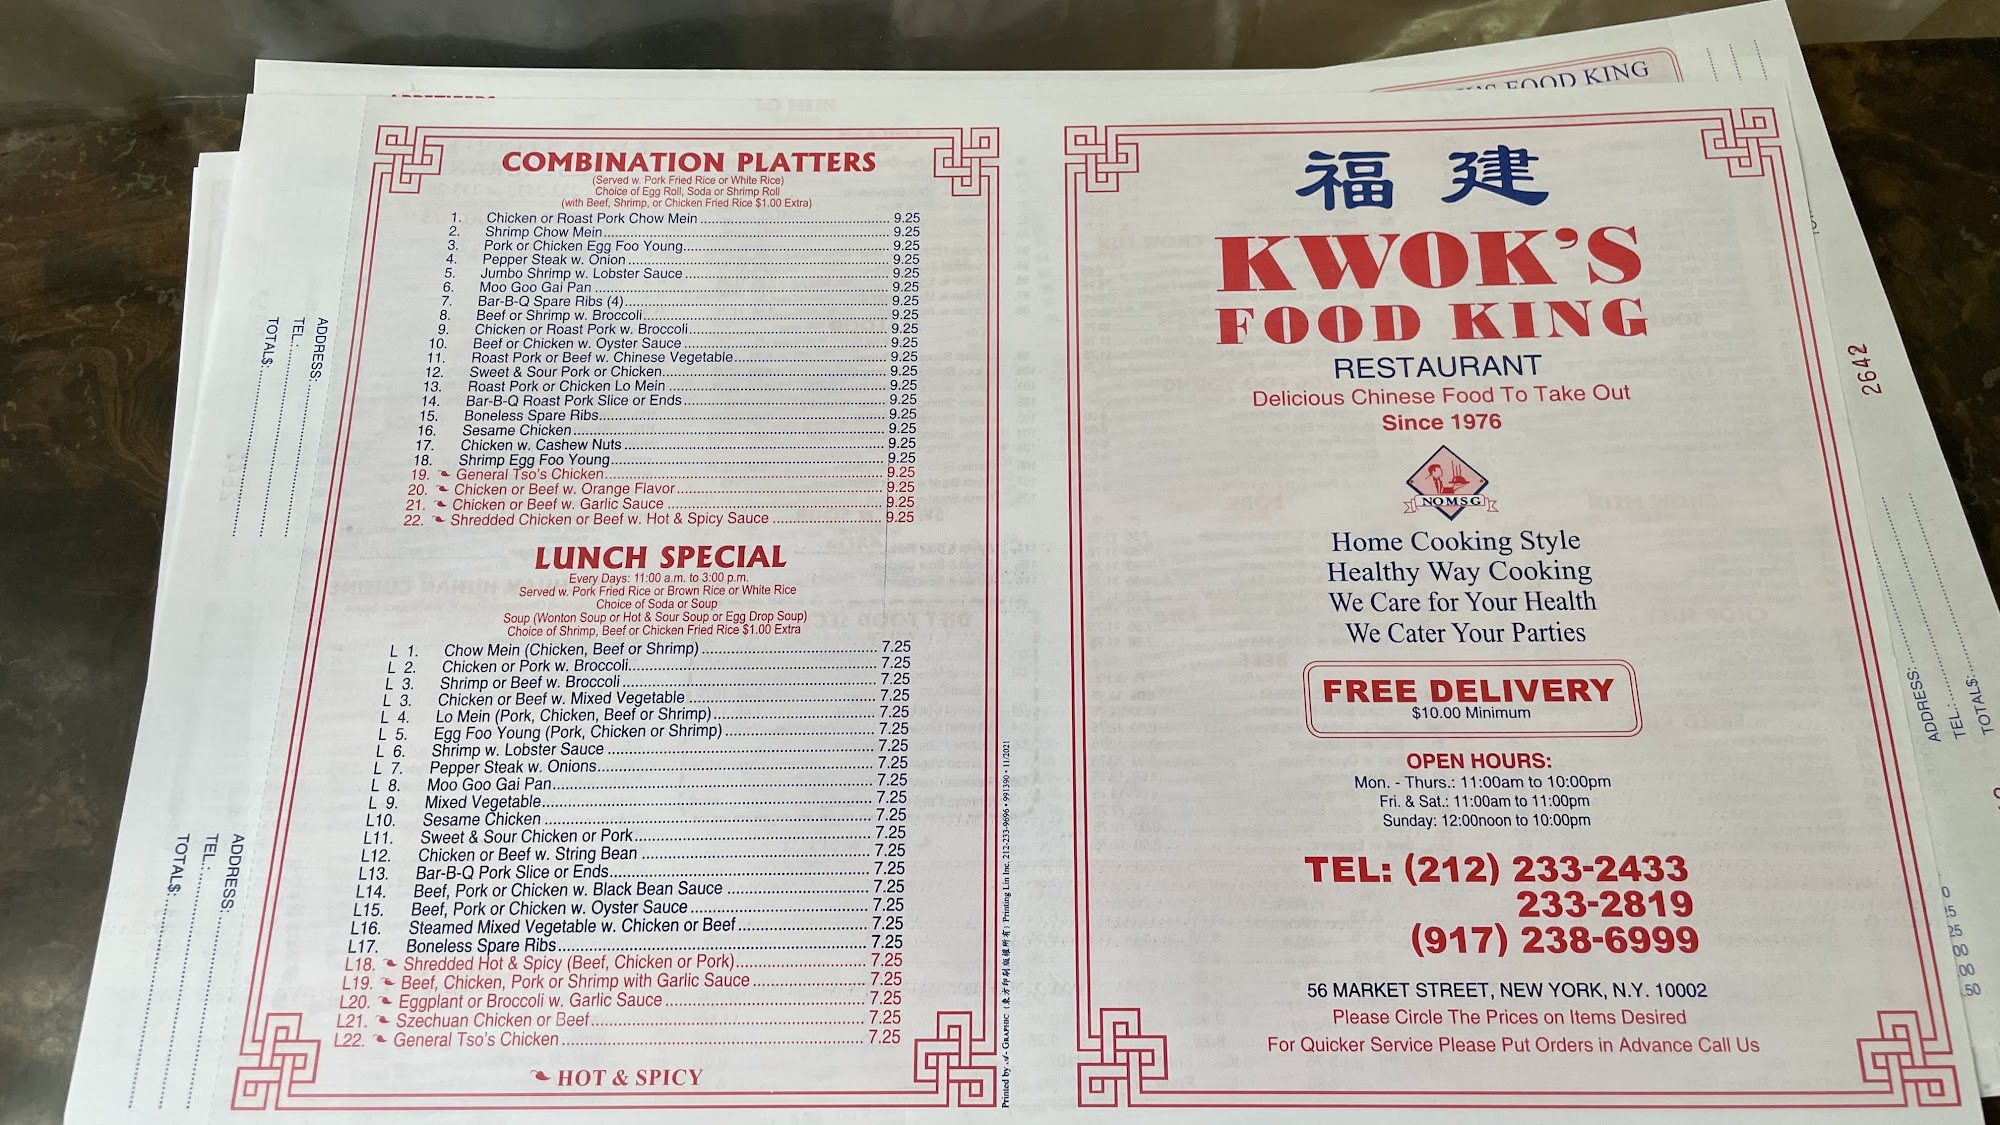 COMBINATION PLATTERS
(Served w. Pork Fried Rice or White Rice)
Choice of Egg Roll, Soda or Shrimp Roll
(with Beef, Shrimp, or Chicken Fried Rice $1.00 Extra)
1. Chicken or Roast Pork Chow Mein 9.25
2. Shrimp Chow Mein 9.25
3. Pork or Chicken Egg Foo Young 9.25
4. Pepper Steak w. Onion 9.25
5. Jumbo Shrimp w. Lobster Sauce 9.25
6. Moo Goo Gai Pan 9.25
7. Bar-B-Q Spare Ribs (4) 9.25
8. Beef or Shrimp w. Broccoli 9.25
9. Chicken or Roast Pork w. Broccoli 9.25
10. Beef or Chicken w. Oyster Sauce 9.25
11. Roast Pork or Beef w. Chinese Vegetable 9.25
12. Sweet & Sour Pork or Chicken 9.25
13. Roast Pork or Chicken Lo Mein 9.25
14. Bar-B-Q Roast Pork Slice or Ends 9.25
15. Boneless Spare Ribs 9.25
16. Sesame Chicken 9.25
17. Chicken w. Cashew Nuts 9.25
18. Shrimp Egg Foo Young 9.25
19. General Tso's Chicken 9.25
20. Chicken or Beef w. Orange Flavor 9.25
21. Chicken or Beef w. Garlic Sauce 9.25
22. Shredded Chicken or Beef w. Hot & Spicy Sauce 9.25
LUNCH SPECIAL
Every Days: 11:00 a.m. to 3:00 p.m.
Served w. Pork Fried Rice or Brown Rice or White Rice
Choice of Soda or Soup
Soup (Wonton Soup or Hot & Sour Soup or Egg Drop Soup)
Choice of Shrimp, Beef or Chicken Fried Rice $1.00 Extra
L 1. Chow Mein (Chicken, Beef or Shrimp) 7.25
L 2. Chicken or Pork w. Broccoli 7.25
L 3. Shrimp or Beef w. Broccoli 7.25
L 3. Chicken or Beef w. Mixed Vegetable 7.25
L 4. Lo Mein (Pork, Chicken, Beef or Shrimp) 7.25
L 5. Egg Foo Young (Pork, Chicken or Shrimp) 7.25
L 6. Shrimp w. Lobster Sauce 7.25
L 7. Pepper Steak w. Onions 7.25
L 8. Moo Goo Gai Pan 7.25
L 9. Mixed Vegetable 7.25
L10. Sesame Chicken 7.25
L11. Sweet & Sour Chicken or Pork 7.25
L12. Chicken or Beef w. String Bean 7.25
L13. Bar-B-Q Pork Slice or Ends 7.25
L14. Beef, Pork or Chicken w. Black Bean Sauce 7.25
L15. Beef, Pork or Chicken w. Oyster Sauce 7.25
L16. Steamed Mixed Vegetable w. Chicken or Beef 7.25
L17. Boneless Spare Ribs 7.25
L18. Shredded Hot & Spicy (Beef, Chicken or Pork) 7.25
L19. Beef, Chicken, Pork or Shrimp with Garlic Sauce 7.25
L20. Eggplant or Broccoli w. Garlic Sauce 7.25
L21. Szechuan Chicken or Beef 7.25
L22. General Tso's Chicken 7.25
HOT & SPICY
福建
KWOK'S
FOOD KING
RESTAURANT
Delicious Chinese Food To Take Out
Since 1976
NOMSG
Home Cooking Style
Healthy Way Cooking
We Care for Your Health
We Cater Your Parties
FREE DELIVERY
$10.00 Minimum
OPEN HOURS:
Mon. - Thurs.: 11:00am to 10:00pm
Fri. & Sat.: 11:00am to 11:00pm
Sunday: 12:00noon to 10:00pm
TEL: (212) 233-2433
233-2819
(917) 238-6999
56 MARKET STREET, NEW YORK, N.Y. 10002
Please Circle The Prices on Items Desired
For Quicker Service Please Put Orders in Advance Call Us
FOOD KING
2642
ADDRESS:
TEL.:
TOTAL$:
ADDRESS:
TEL.:
TOTAL$:
ADDRESS:
TEL.:
TOTAL$:
Printing Lin Inc. 212-233-9696 • 991390 • 11/2021